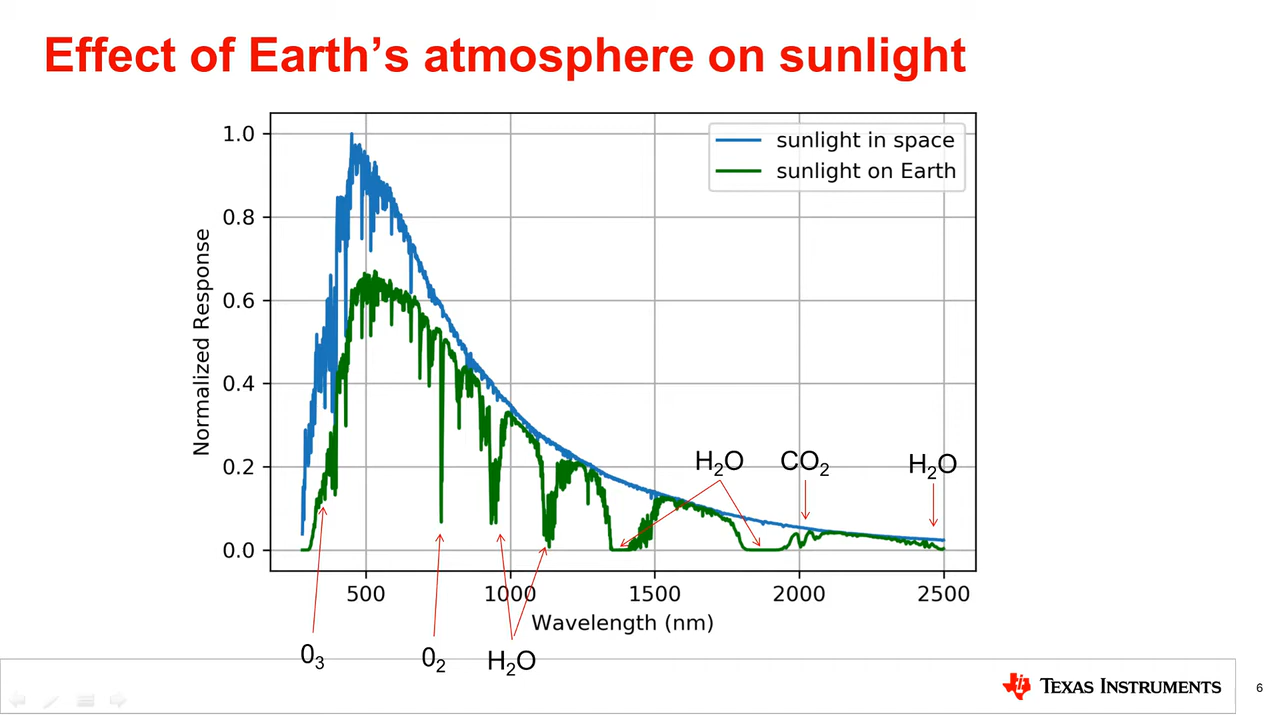 Effect of Earth's atmosphere on sunlight
sunlight in space
sunlight on Earth
Normalized Response
1.0
0.8
0.6
0.4
0.2
0.0
H₂O
CO₂
H₂O
500
1000
1500
2000
2500
Wavelength (nm)
0₃
0₂
H₂O
TEXAS INSTRUMENTS
6